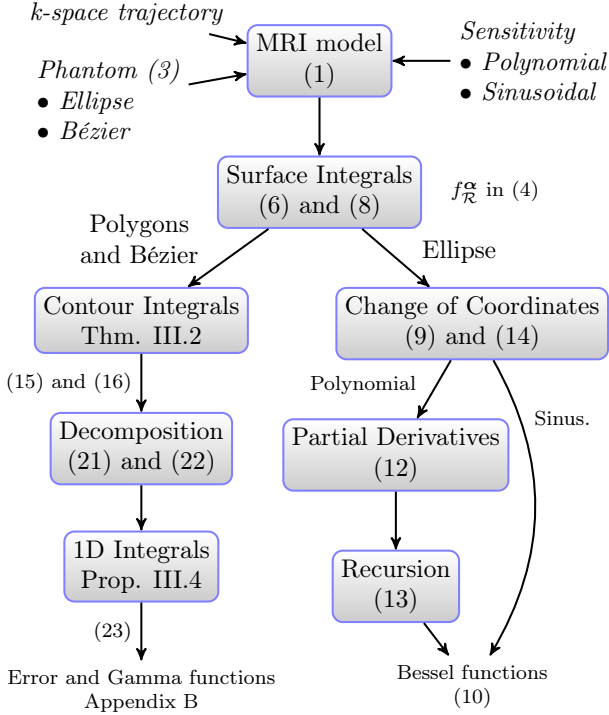 k-space trajectory
MRI model
(1)
Sensitivity
• Polynomial
• Sinusoidal
Phantom (3)
• Ellipse
• Bézier
Surface Integrals
(6) and (8)
f_R^α in (4)
Polygons
and Bézier
Ellipse
Contour Integrals
Thm. III.2
Change of Coordinates
(9) and (14)
(15) and (16)
Polynomial
Sinus.
Decomposition
(21) and (22)
Partial Derivatives
(12)
1D Integrals
Prop. III.4
Recursion
(13)
(23)
Error and Gamma functions
Appendix B
Bessel functions
(10)